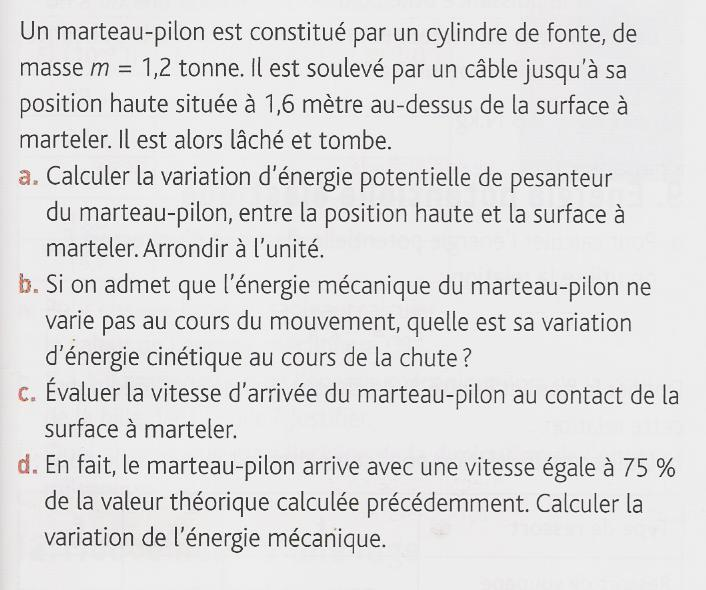 Un marteau-pilon est constitué par un cylindre de fonte, de
masse m = 1,2 tonne. Il est soulevé par un câble jusqu'à sa
position haute située à 1,6 mètre au-dessus de la surface à
marteler. Il est alors lâché et tombe.
a. Calculer la variation d'énergie potentielle de pesanteur
du marteau-pilon, entre la position haute et la surface à
marteler. Arrondir à l'unité.
b. Si on admet que l'énergie mécanique du marteau-pilon ne
varie pas au cours du mouvement, quelle est sa variation
d'énergie cinétique au cours de la chute ?
c. Évaluer la vitesse d'arrivée du marteau-pilon au contact de la
surface à marteler.
d. En fait, le marteau-pilon arrive avec une vitesse égale à 75 %
de la valeur théorique calculée précédemment. Calculer la
variation de l'énergie mécanique.